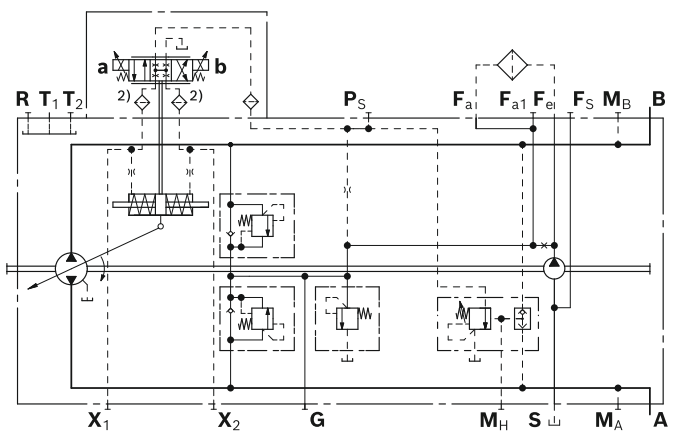 a b
2) 2)
R T1 T2 PS Fa Fa1 Fe FS MB B
X1 X2 G MH S MA A